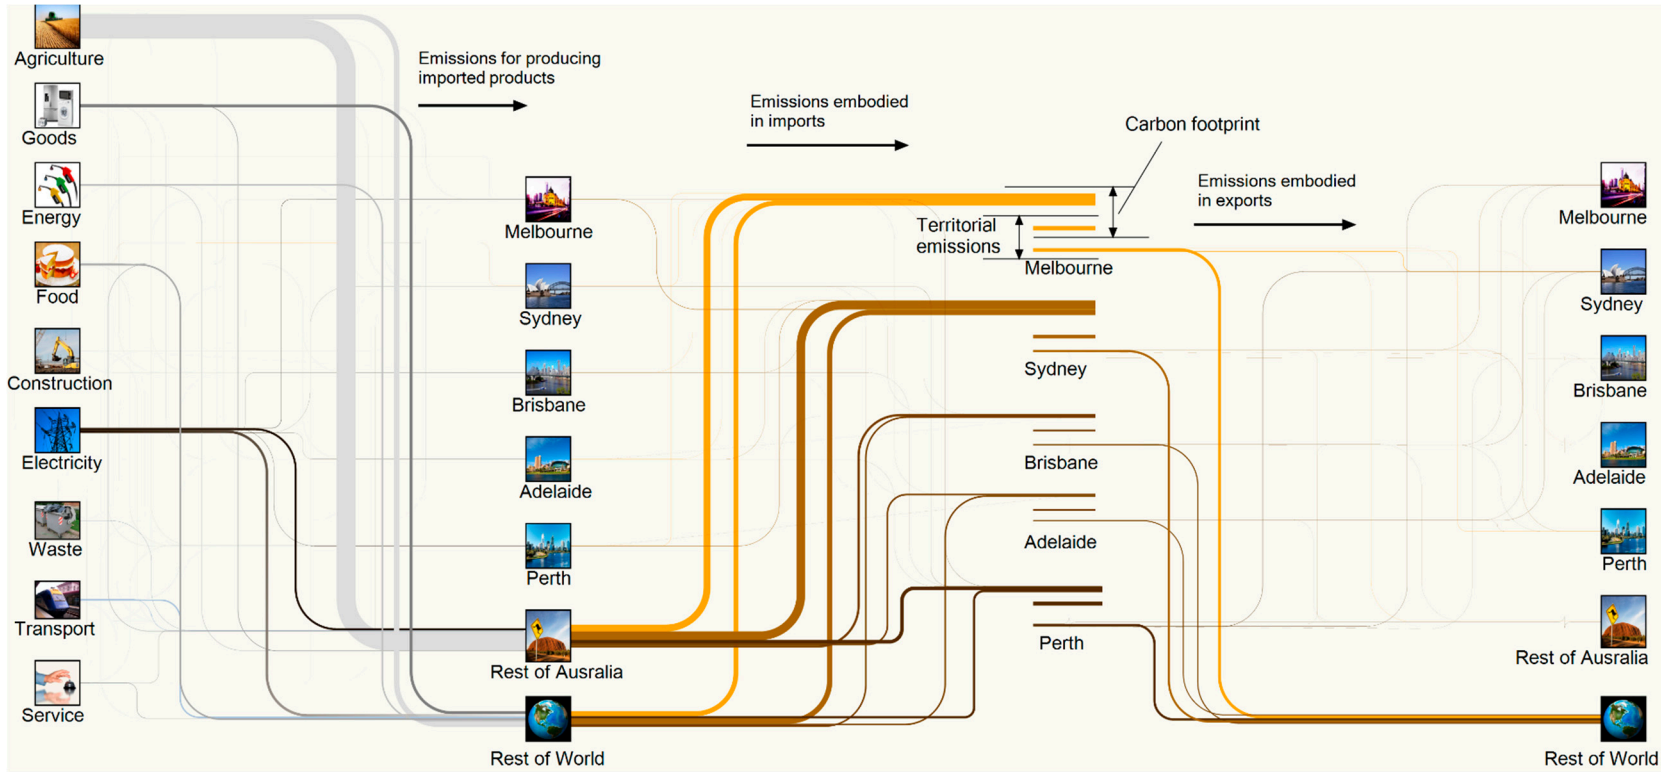 Agriculture
Goods
Energy
Food
Construction
Electricity
Waste
Transport
Service
Emissions for producing
imported products
Melbourne
Sydney
Brisbane
Adelaide
Perth
Rest of Ausralia
Rest of World
Emissions embodied
in imports
Carbon footprint
Territorial
emissions
Melbourne
Sydney
Brisbane
Adelaide
Perth
Emissions embodied
in exports
Melbourne
Sydney
Brisbane
Adelaide
Perth
Rest of Ausralia
Rest of World